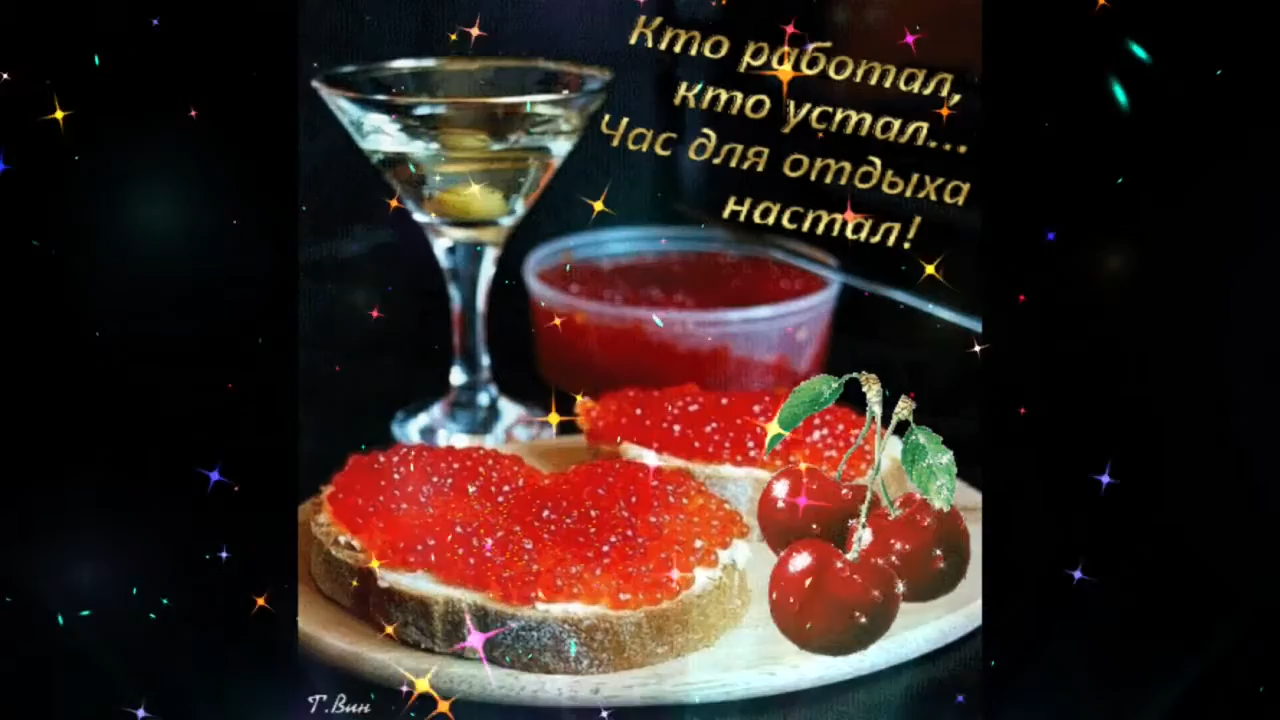 Кто работал,
кто устал...
Час для отдыха
настал!
Т.Вин